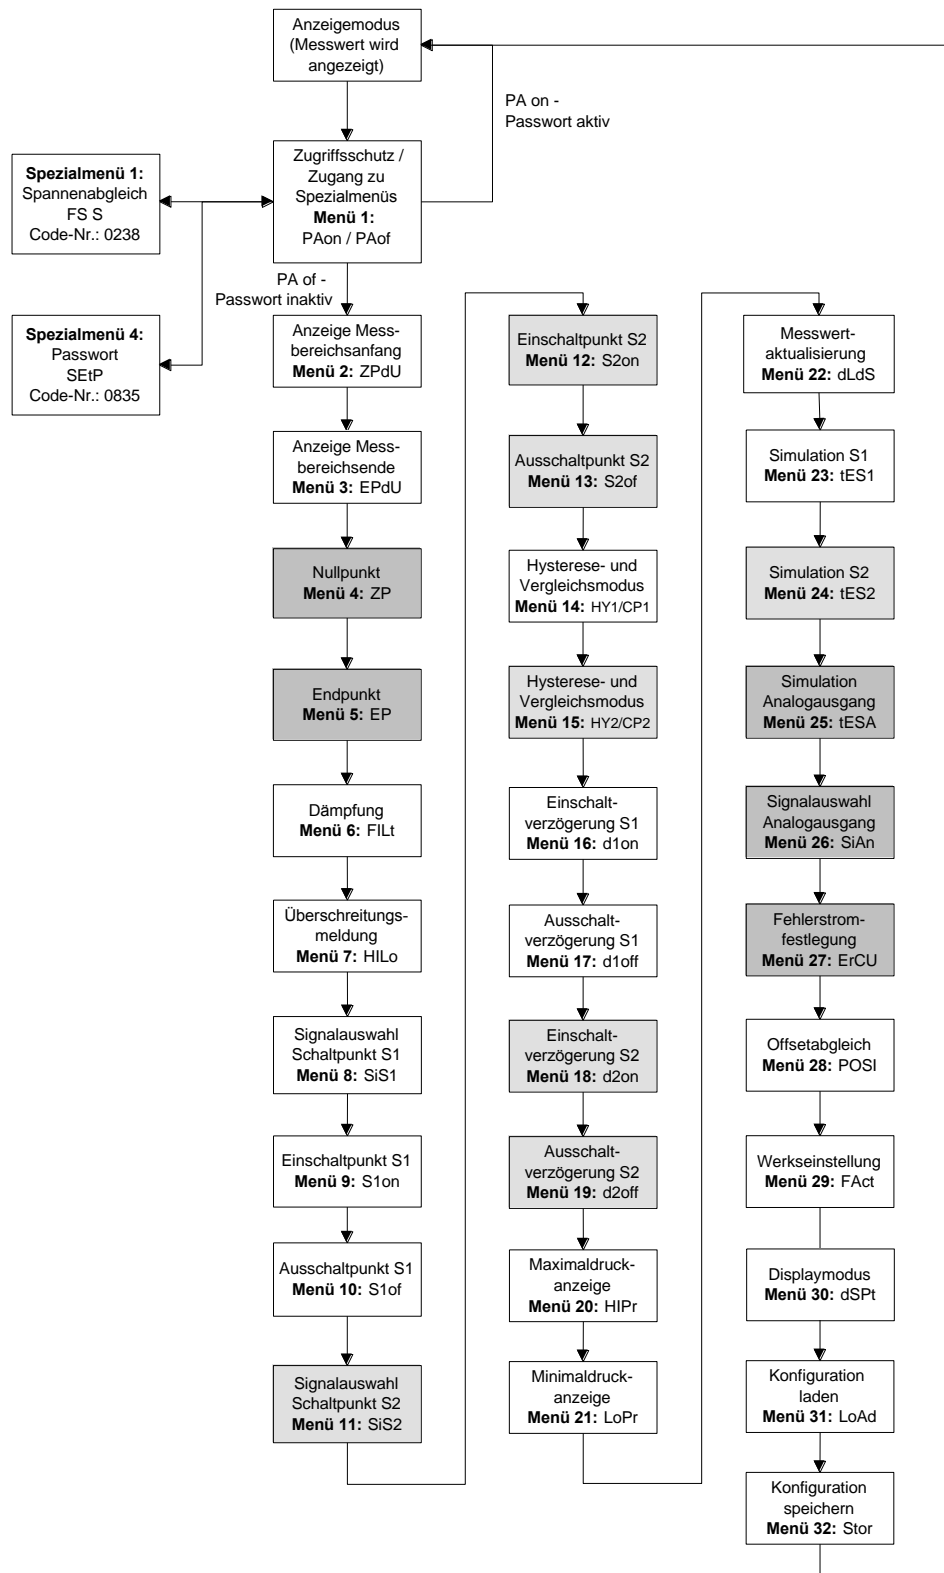 Anzeigemodus
(Messwert wird
angezeigt)
PA on -
Passwort aktiv
Zugriffsschutz /
Zugang zu
Spezialmenüs
Menü 1:
PAon / PAof
Spezialmenü 1:
Spannenabgleich
FS S
Code-Nr.: 0238
PA of -
Passwort inaktiv
Spezialmenü 4:
Passwort
SEtP
Code-Nr.: 0835
Anzeige Mess-
bereichsanfang
Menü 2: ZPdU
Anzeige Mess-
bereichsende
Menü 3: EPdU
Nullpunkt
Menü 4: ZP
Endpunkt
Menü 5: EP
Dämpfung
Menü 6: FILt
Überschreitungs-
meldung
Menü 7: HILo
Signalauswahl
Schaltpunkt S1
Menü 8: SiS1
Einschaltpunkt S1
Menü 9: S1on
Ausschaltpunkt S1
Menü 10: S1of
Signalauswahl
Schaltpunkt S2
Menü 11: SiS2
Einschaltpunkt S2
Menü 12: S2on
Ausschaltpunkt S2
Menü 13: S2of
Hysterese- und
Vergleichsmodus
Menü 14: HY1/CP1
Hysterese- und
Vergleichsmodus
Menü 15: HY2/CP2
Einschalt-
verzögerung S1
Menü 16: d1on
Ausschalt-
verzögerung S1
Menü 17: d1off
Einschalt-
verzögerung S2
Menü 18: d2on
Ausschalt-
verzögerung S2
Menü 19: d2off
Maximaldruck-
anzeige
Menü 20: HIPr
Minimaldruck-
anzeige
Menü 21: LoPr
Messwert-
aktualisierung
Menü 22: dLdS
Simulation S1
Menü 23: tES1
Simulation S2
Menü 24: tES2
Simulation
Analogausgang
Menü 25: tESA
Signalauswahl
Analogausgang
Menü 26: SiAn
Fehlerstrom-
festlegung
Menü 27: ErCU
Offsetabgleich
Menü 28: POSI
Werkseinstellung
Menü 29: FAct
Displaymodus
Menü 30: dSPt
Konfiguration
laden
Menü 31: LoAd
Konfiguration
speichern
Menü 32: Stor